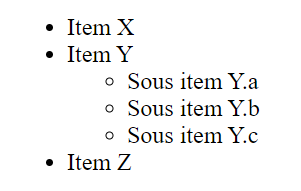 Item X
Item Y
Sous item Y.a
Sous item Y.b
Sous item Y.c
Item Z